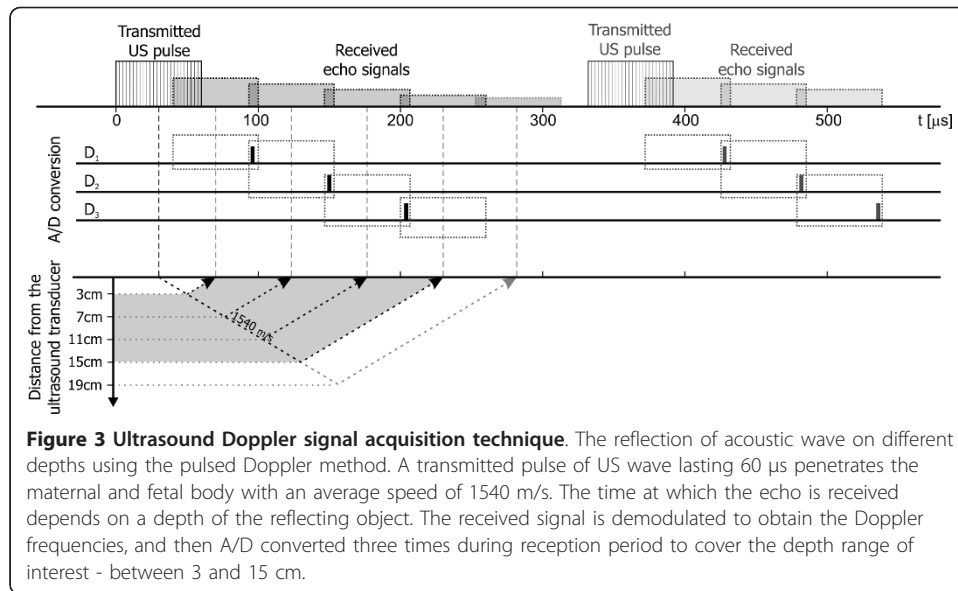 Transmitted
US pulse
Received
echo signals
Transmitted
US pulse
Received
echo signals
0
100
200
300
400
500
t [µs]
A/D conversion
D1
D2
D3
Distance from the
ultrasound transducer
3cm
7cm
11cm
15cm
19cm
1540 m/s
Figure 3 Ultrasound Doppler signal acquisition technique. The reflection of acoustic wave on different
depths using the pulsed Doppler method. A transmitted pulse of US wave lasting 60 µs penetrates the
maternal and fetal body with an average speed of 1540 m/s. The time at which the echo is received
depends on a depth of the reflecting object. The received signal is demodulated to obtain the Doppler
frequencies, and then A/D converted three times during reception period to cover the depth range of
interest - between 3 and 15 cm.